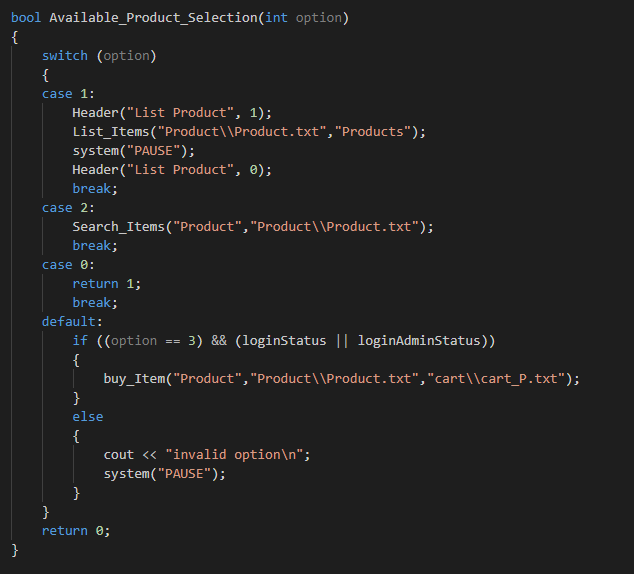 bool Available_Product_Selection(int option)
{
    switch (option)
    {
    case 1:
        Header("List Product", 1);
        List_Items("Product\\Product.txt","Products");
        system("PAUSE");
        Header("List Product", 0);
        break;
    case 2:
        Search_Items("Product","Product\\Product.txt");
        break;
    case 0:
        return 1;
        break;
    default:
        if ((option == 3) && (loginStatus || loginAdminStatus))
        {
            buy_Item("Product","Product\\Product.txt","cart\\cart_P.txt");
        }
        else
        {
            cout << "invalid option\n";
            system("PAUSE");
        }
    }
    return 0;
}